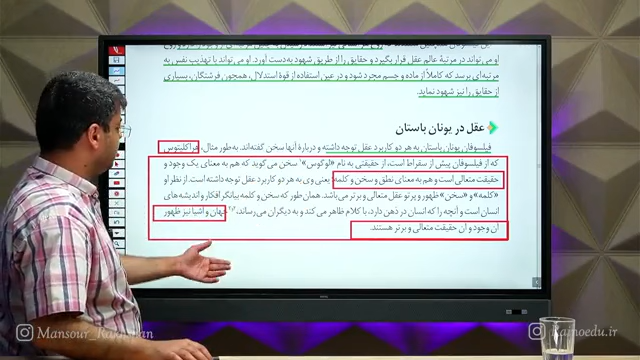 او می‌تواند در مرتبهٔ عالم عقل قرار بگیرد و حقایق را از طریق شهود به‌دست آورد. او می‌تواند با تهذیب نفس به
مرتبه‌ای برسد که کاملاً از ماده و جسم مجرد شود و در عین استفاده از قوهٔ استدلال، همچون فرشتگان، بسیاری
از حقایق را نیز شهود نماید.
عقل در یونان باستان
فیلسوفان یونان باستان به هر دو کاربرد عقل توجه داشته و دربارهٔ آنها سخن گفته‌اند. به‌طور مثال، هراکلیتوس
که از فیلسوفان پیش از سقراط است، از حقیقتی به نام «لوگوس» سخن می‌گوید که هم به معنای یک وجود و
حقیقت متعالی است و هم به معنای نطق و سخن و کلمه؛ یعنی وی به هر دو کاربرد عقل توجه داشته است. از نظر او
«کلمه» و «سخن» ظهور و پرتو عقل متعالی و برتر می‌باشد. همان‌طور که سخن و کلمه بیانگر افکار و اندیشه‌های
انسان است و آنچه را که انسان در ذهن دارد، با کلام ظاهر می‌کند و به دیگران می‌رساند، جهان و اشیا نیز ظهور
آن وجود و آن حقیقت متعالی و برتر هستند.